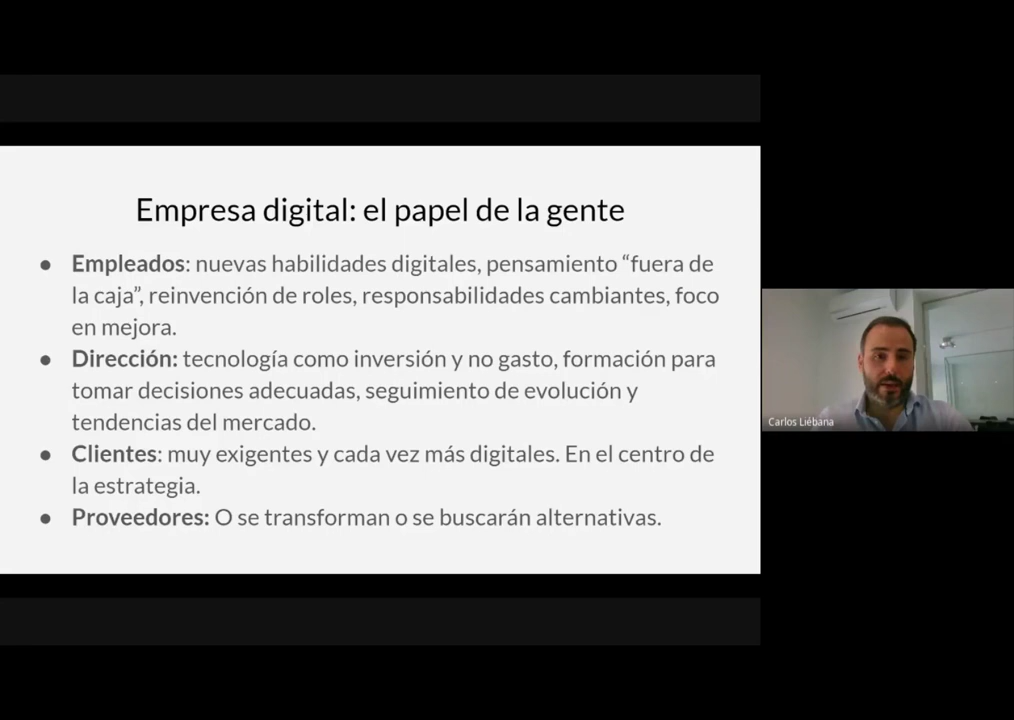 Empresa digital: el papel de la gente
● Empleados: nuevas habilidades digitales, pensamiento “fuera de
la caja”, reinvención de roles, responsabilidades cambiantes, foco
en mejora.
● Dirección: tecnología como inversión y no gasto, formación para
tomar decisiones adecuadas, seguimiento de evolución y
tendencias del mercado.
● Clientes: muy exigentes y cada vez más digitales. En el centro de
la estrategia.
● Proveedores: O se transforman o se buscarán alternativas.
Carlos Liébana